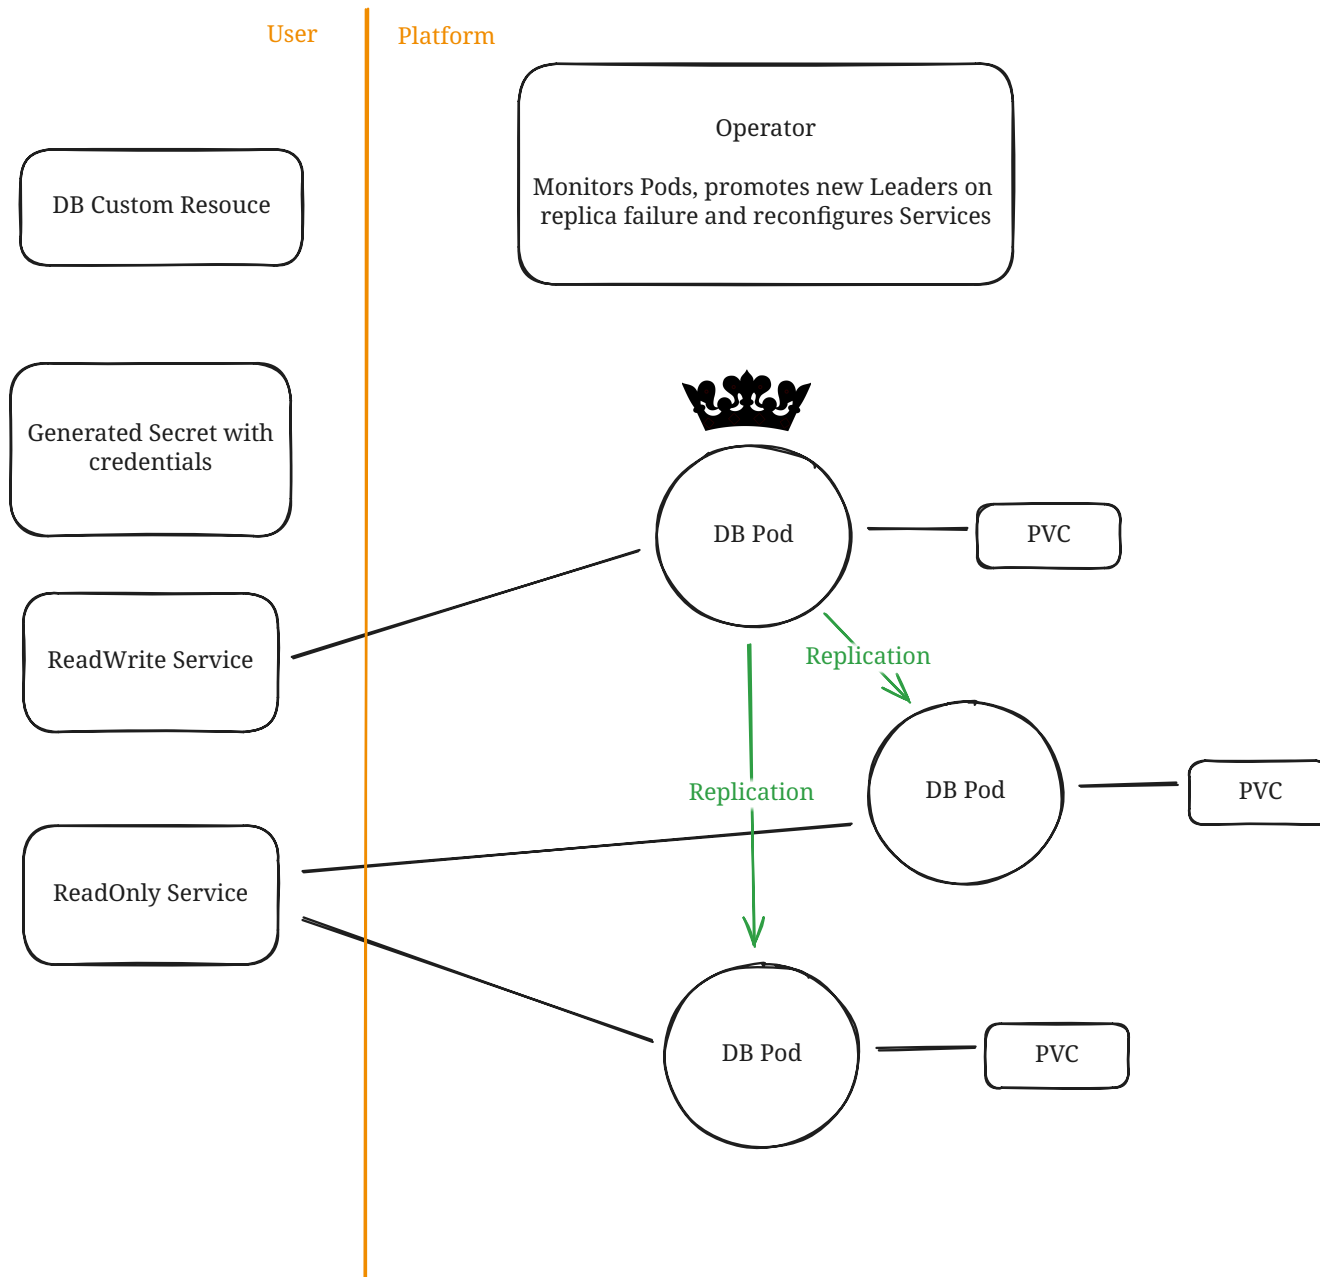 User
Platform
Operator
Monitors Pods, promotes new Leaders on
replica failure and reconfigures Services
DB Custom Resouce
Generated Secret with
credentials
DB Pod
PVC
ReadWrite Service
Replication
Replication
DB Pod
PVC
ReadOnly Service
DB Pod
PVC